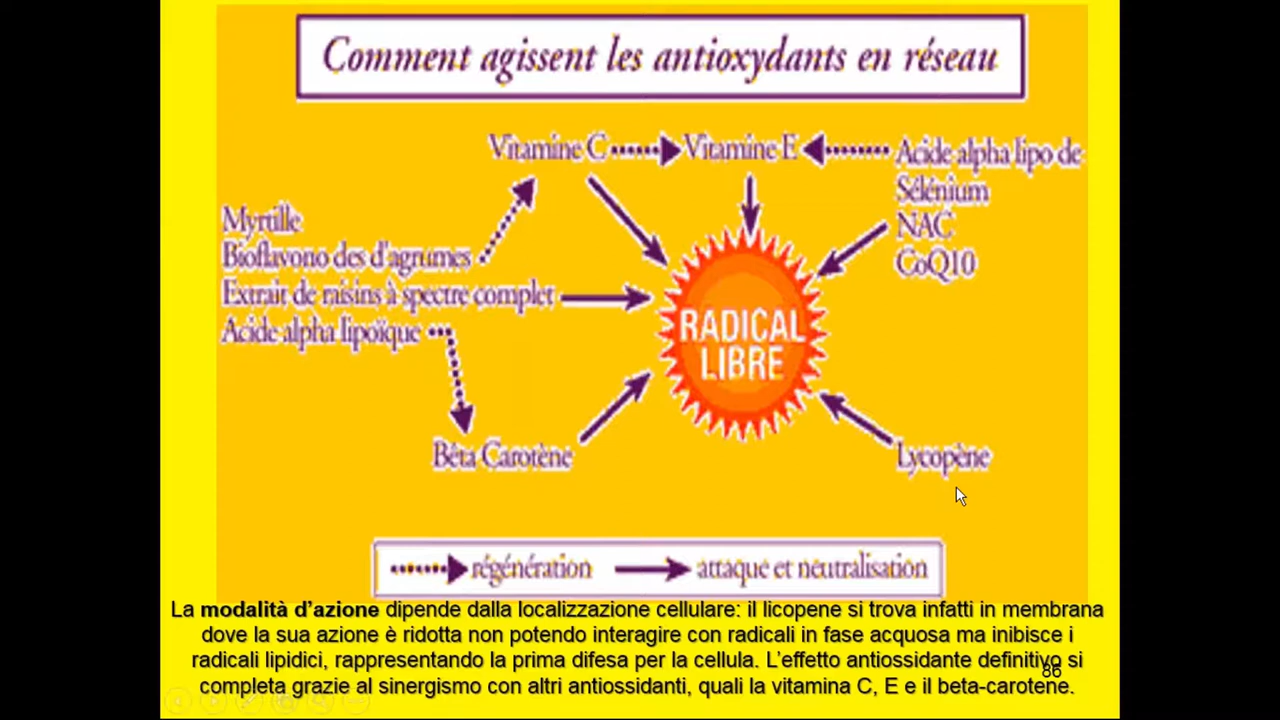 Comment agissent les antioxydants en réseau
Vitamine C
Vitamine E
Acide alpha lipo de
Sélénium
NAC
CoQ10
Myrtille
Bioflavono des d'agrumes
Extrait de raisins à spectre complet
Acide alpha lipoïque
RADICAL
LIBRE
Bêta Carotène
Lycopène
régénération
attaque et neutralisation
La modalità d'azione dipende dalla localizzazione cellulare: il licopene si trova infatti in membrana
dove la sua azione è ridotta non potendo interagire con radicali in fase acquosa ma inibisce i
radicali lipidici, rappresentando la prima difesa per la cellula. L'effetto antiossidante definitivo si
completa grazie al sinergismo con altri antiossidanti, quali la vitamina C, E e il beta-carotene.
86